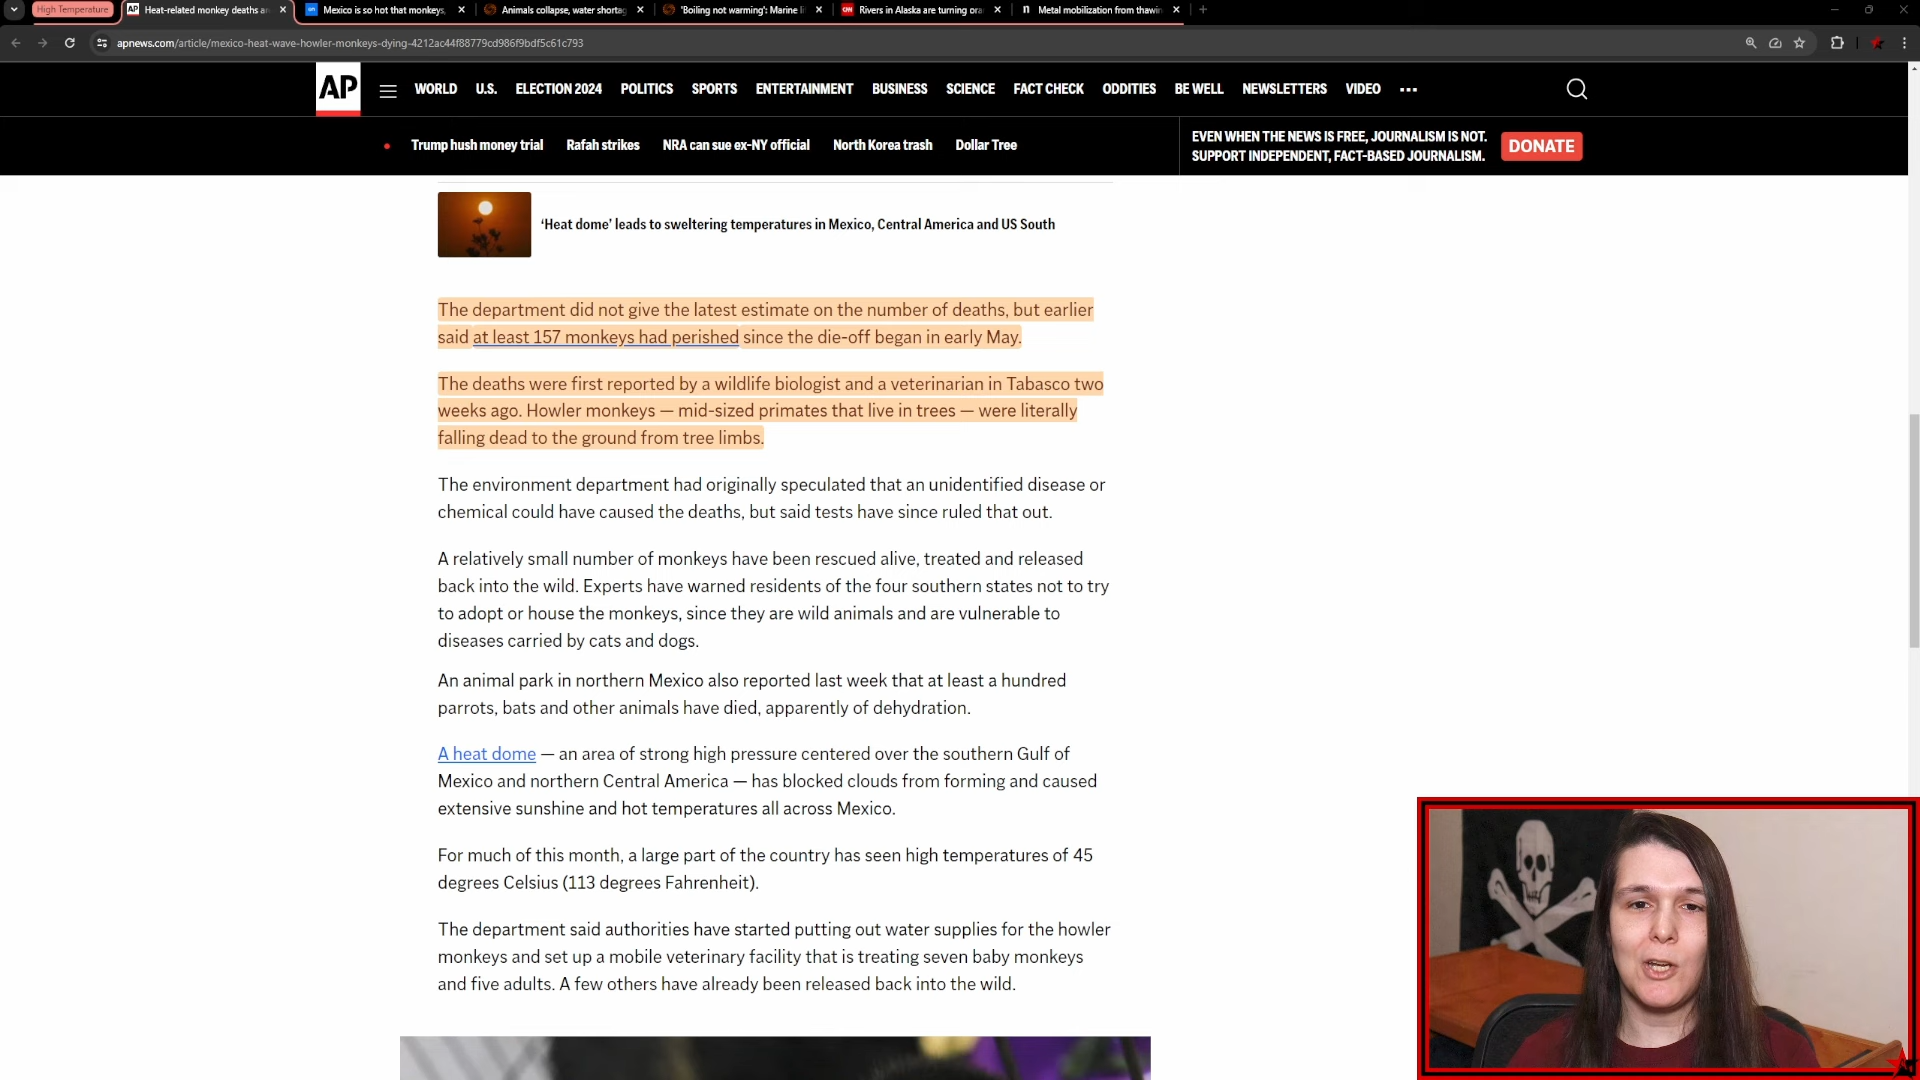 High Temperature
Heat-related monkey deaths ar
Mexico is so hot that monkeys,
Animals collapse, water shortag
'Boiling not warming': Marine li
Rivers in Alaska are turning ora
Metal mobilization from thawin
apnews.com/article/mexico-heat-wave-howler-monkeys-dying-4212ac44f88779cd986f9bdf5c61c793
AP
WORLD U.S. ELECTION 2024 POLITICS SPORTS ENTERTAINMENT BUSINESS SCIENCE FACT CHECK ODDITIES BE WELL NEWSLETTERS VIDEO
Trump hush money trial Rafah strikes NRA can sue ex-NY official North Korea trash Dollar Tree
EVEN WHEN THE NEWS IS FREE, JOURNALISM IS NOT.
SUPPORT INDEPENDENT, FACT-BASED JOURNALISM.
DONATE
‘Heat dome’ leads to sweltering temperatures in Mexico, Central America and US South
The department did not give the latest estimate on the number of deaths, but earlier
said at least 157 monkeys had perished since the die-off began in early May.
The deaths were first reported by a wildlife biologist and a veterinarian in Tabasco two
weeks ago. Howler monkeys — mid-sized primates that live in trees — were literally
falling dead to the ground from tree limbs.
The environment department had originally speculated that an unidentified disease or
chemical could have caused the deaths, but said tests have since ruled that out.
A relatively small number of monkeys have been rescued alive, treated and released
back into the wild. Experts have warned residents of the four southern states not to try
to adopt or house the monkeys, since they are wild animals and are vulnerable to
diseases carried by cats and dogs.
An animal park in northern Mexico also reported last week that at least a hundred
parrots, bats and other animals have died, apparently of dehydration.
A heat dome — an area of strong high pressure centered over the southern Gulf of
Mexico and northern Central America — has blocked clouds from forming and caused
extensive sunshine and hot temperatures all across Mexico.
For much of this month, a large part of the country has seen high temperatures of 45
degrees Celsius (113 degrees Fahrenheit).
The department said authorities have started putting out water supplies for the howler
monkeys and set up a mobile veterinary facility that is treating seven baby monkeys
and five adults. A few others have already been released back into the wild.